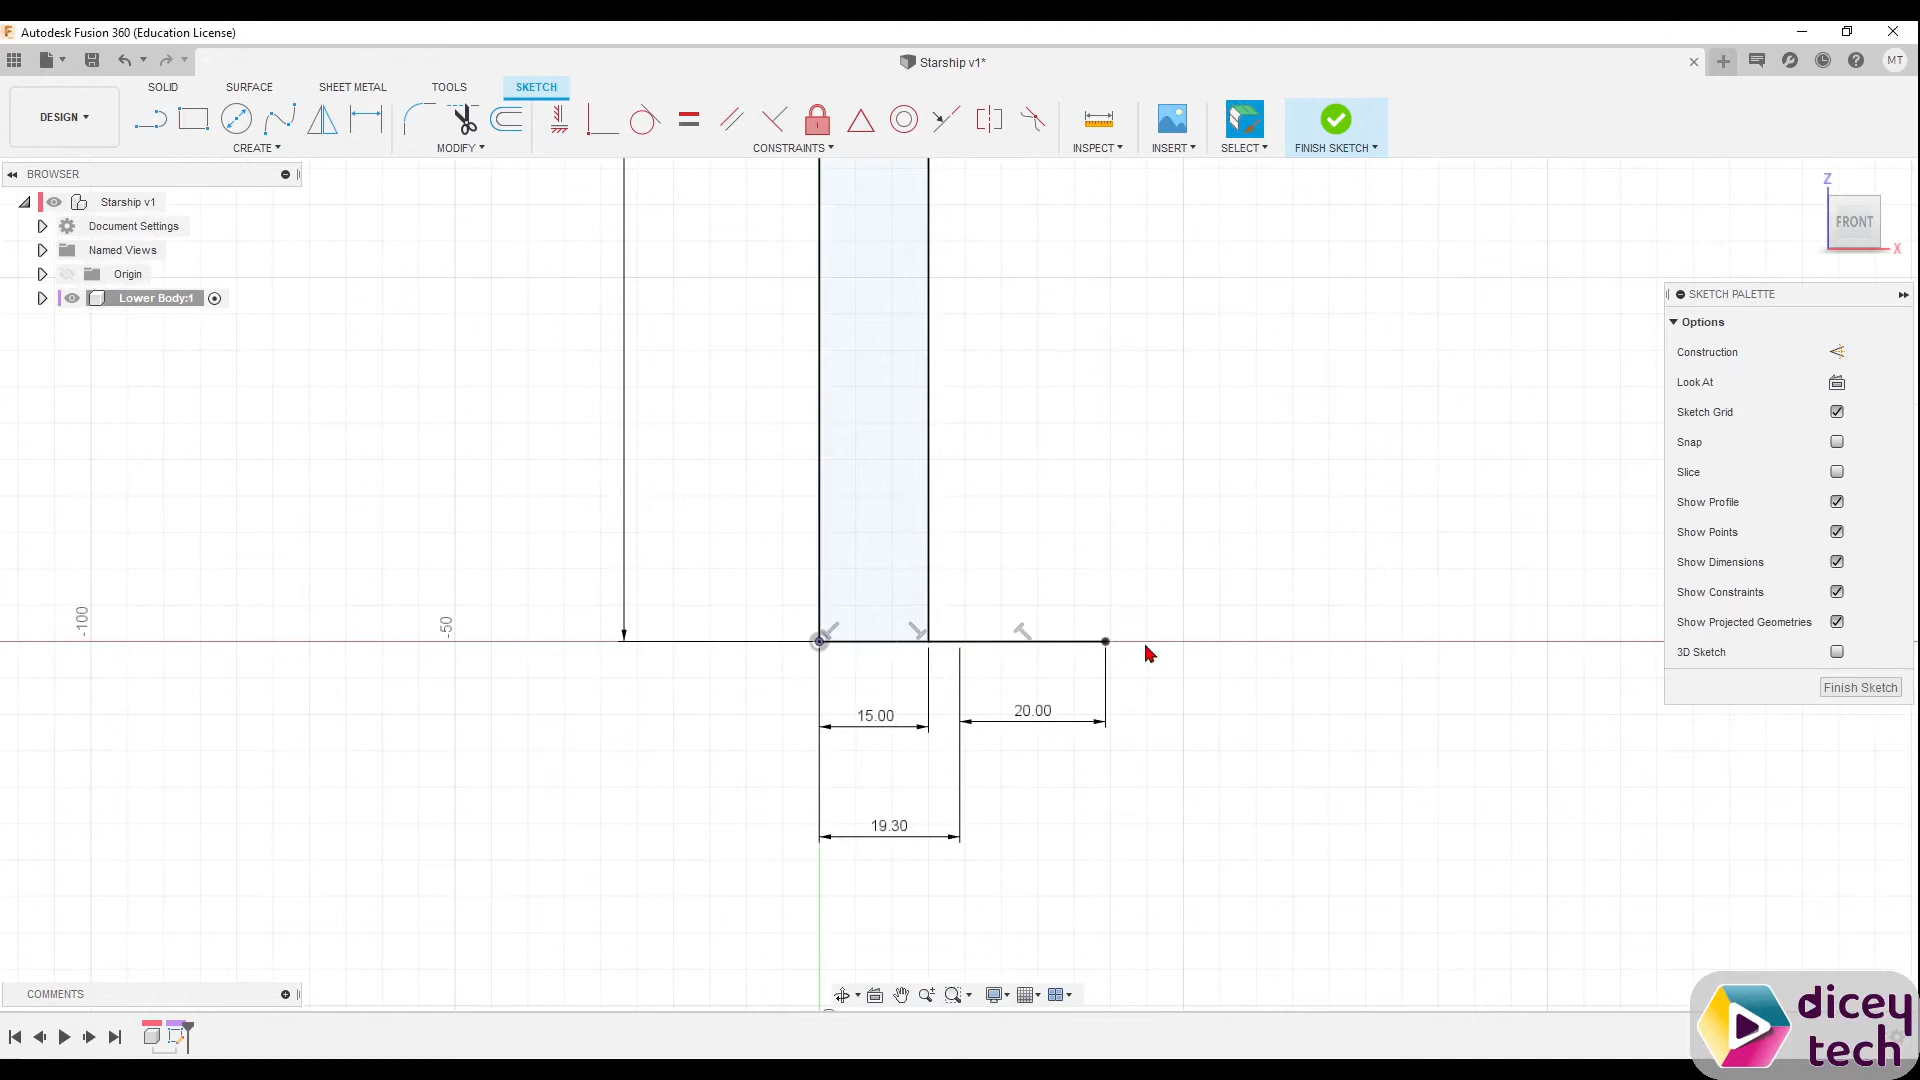 Autodesk Fusion 360 (Education License)
Starship v1*
MT
DESIGN
SOLID
SURFACE
SHEET METAL
TOOLS
SKETCH
CREATE
MODIFY
CONSTRAINTS
INSPECT
INSERT
SELECT
FINISH SKETCH
BROWSER
Starship v1
Document Settings
Named Views
Origin
Lower Body:1
Z
FRONT
X
SKETCH PALETTE
Options
Construction
Look At
Sketch Grid
Snap
Slice
Show Profile
Show Points
Show Dimensions
Show Constraints
Show Projected Geometries
3D Sketch
Finish Sketch
-100
-50
15.00
20.00
19.30
COMMENTS
dicey
tech